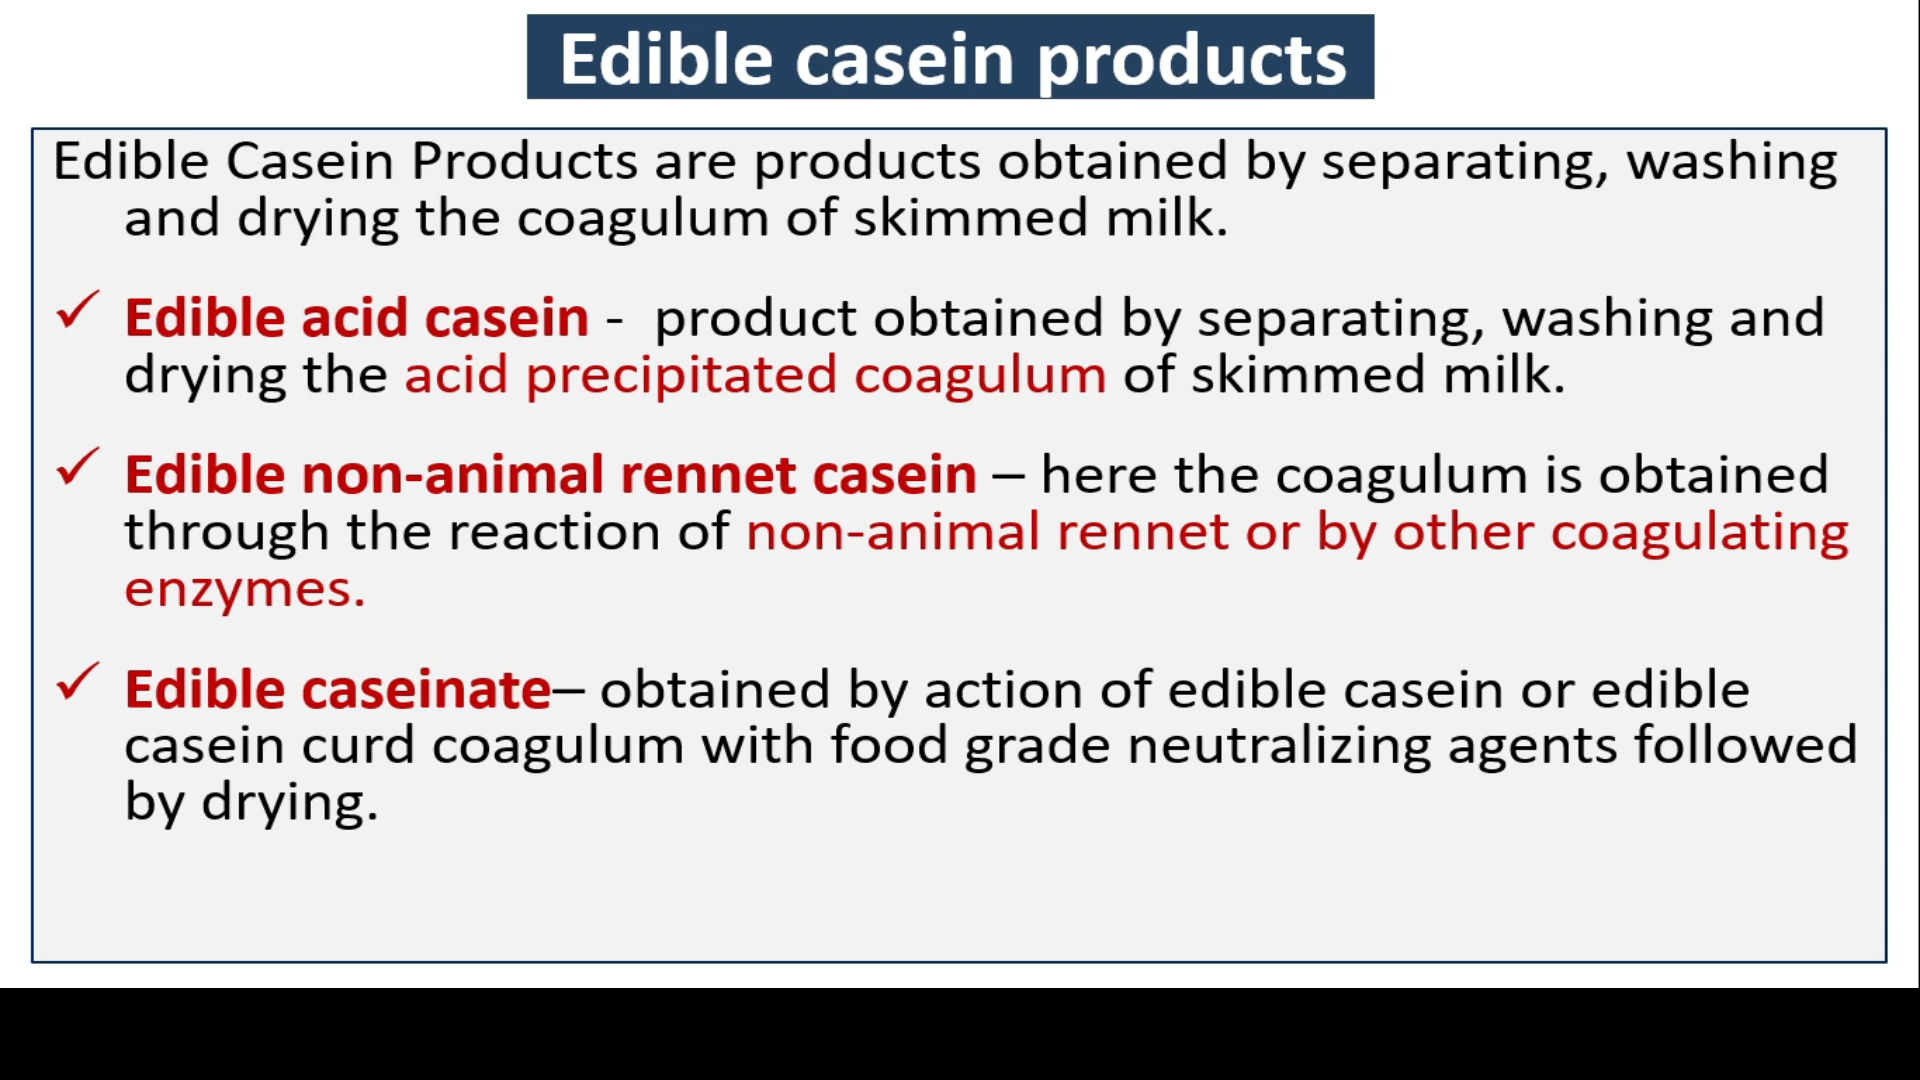 Edible casein products
Edible Casein Products are products obtained by separating, washing
and drying the coagulum of skimmed milk.
✓ Edible acid casein - product obtained by separating, washing and
drying the acid precipitated coagulum of skimmed milk.
✓ Edible non-animal rennet casein – here the coagulum is obtained
through the reaction of non-animal rennet or by other coagulating
enzymes.
✓ Edible caseinate– obtained by action of edible casein or edible
casein curd coagulum with food grade neutralizing agents followed
by drying.